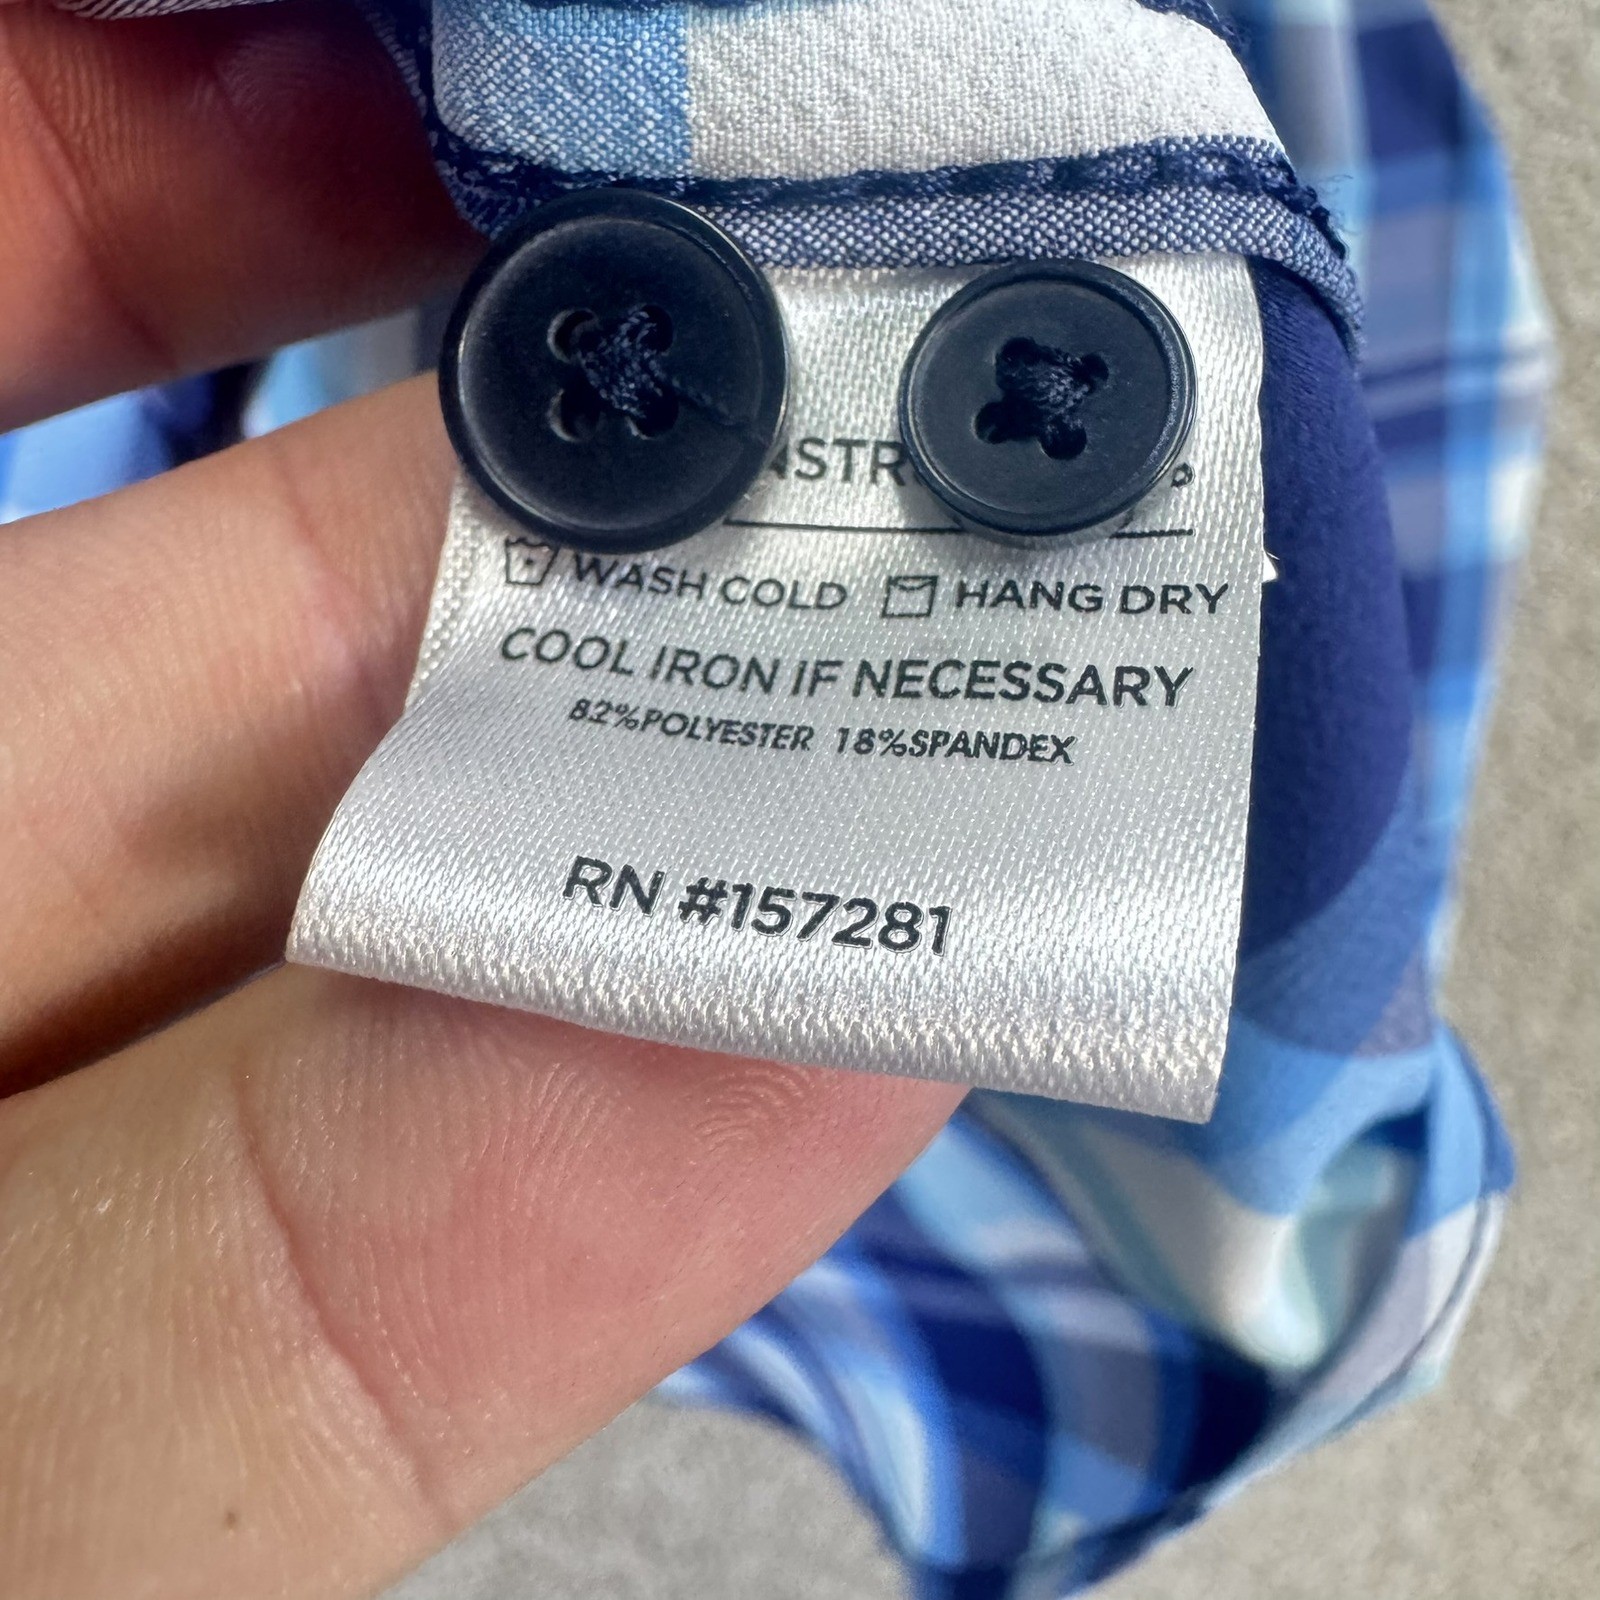 WASH COLD HANG DRY
COOL IRON IF NECESSARY
82%POLYESTER 18%SPANDEX
RN #157281